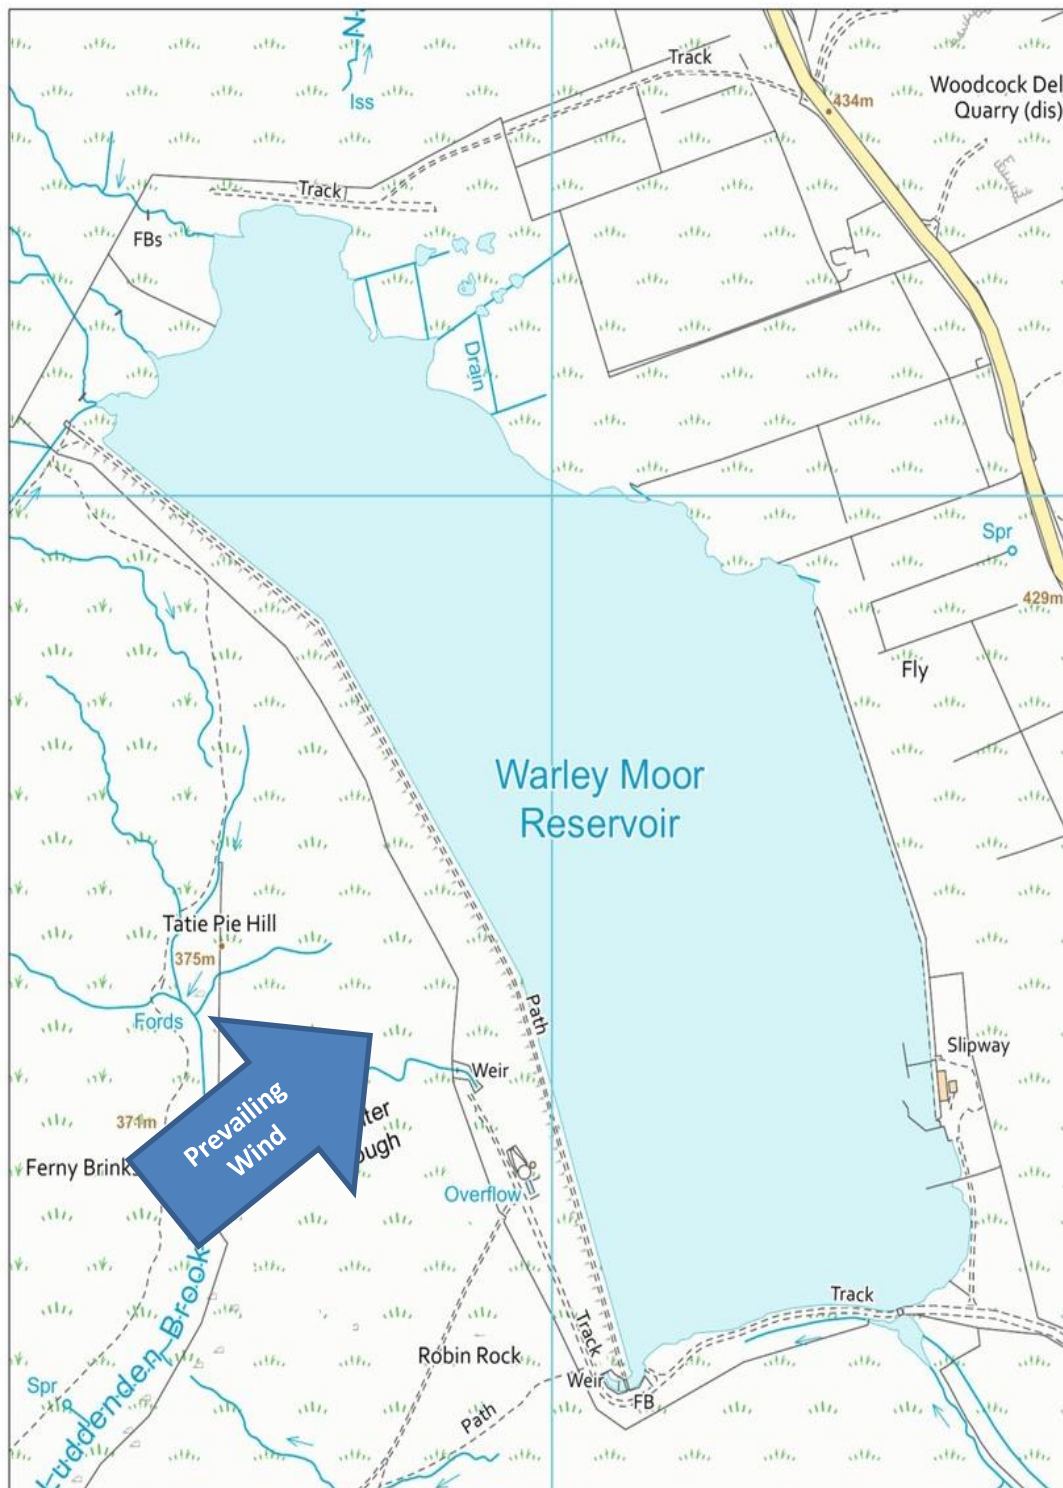 N
Iss
Track
434m
Woodcock Del
Quarry (dis)
Track
FBs
Drain
Spr
429m
Fly
Warley Moor
Reservoir
Tatie Pie Hill
375m
Fords
Path
Slipway
Weir
Prevailing
Wind
371m
Ferny Brink
Overflow
Luddenden Brook
Track
Track
Robin Rock
Weir
FB
Spr
Path